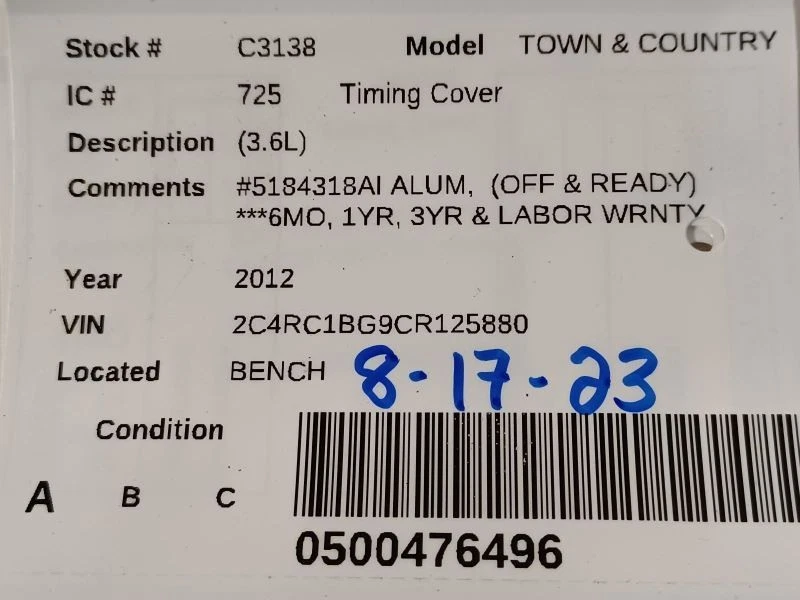 Stock # C3138 Model TOWN & COUNTRY
IC # 725 Timing Cover
Description (3.6L)
Comments #5184318AI ALUM, (OFF & READY)
***6MO, 1YR, 3YR & LABOR WRNTY
Year 2012
VIN 2C4RC1BG9CR125880
Located BENCH 8-17-23
Condition
A B C
0500476496